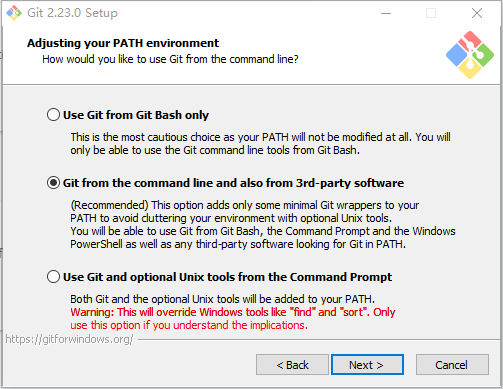 Git 2.23.0 Setup
Adjusting your PATH environment
How would you like to use Git from the command line?
Use Git from Git Bash only
This is the most cautious choice as your PATH will not be modified at all. You will
only be able to use the Git command line tools from Git Bash.
Git from the command line and also from 3rd-party software
(Recommended) This option adds only some minimal Git wrappers to your
PATH to avoid cluttering your environment with optional Unix tools.
You will be able to use Git from Git Bash, the Command Prompt and the Windows
PowerShell as well as any third-party software looking for Git in PATH.
Use Git and optional Unix tools from the Command Prompt
Both Git and the optional Unix tools will be added to your PATH.
Warning: This will override Windows tools like "find" and "sort". Only
use this option if you understand the implications.
https://gitforwindows.org/
< Back
Next >
Cancel